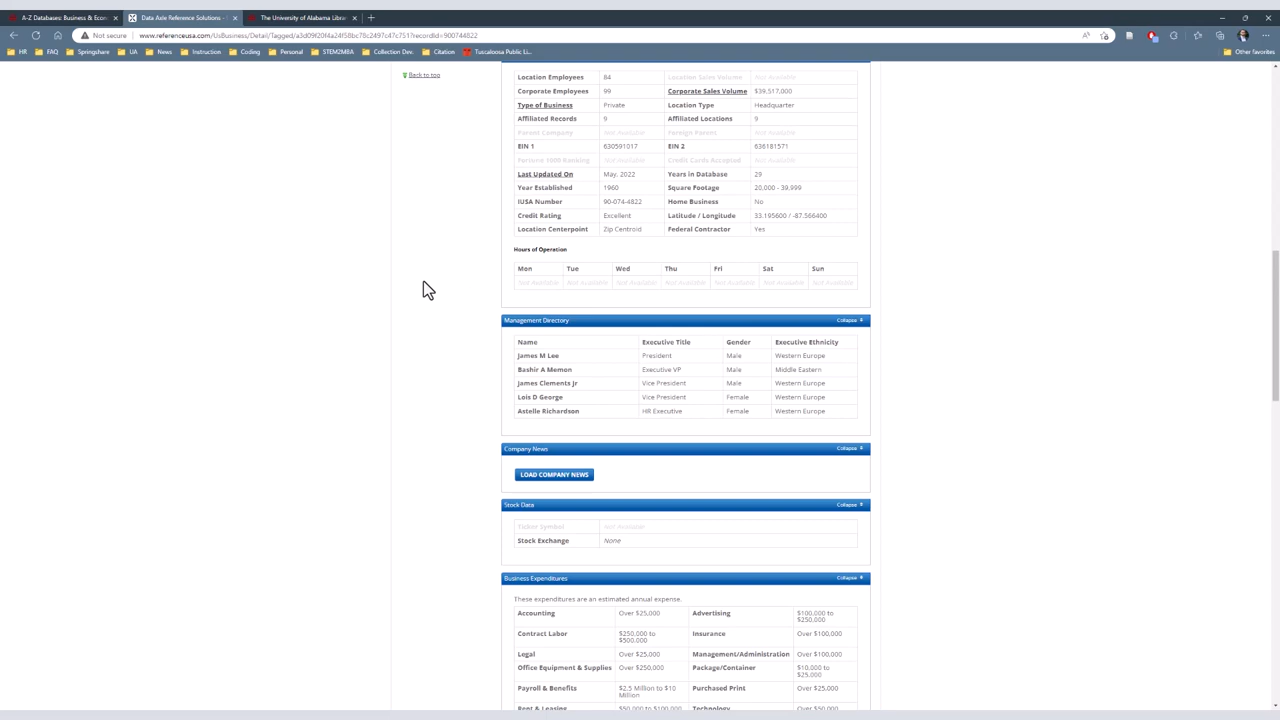 A-Z Databases: Business & Econ
Data Axle Reference Solutions -
The University of Alabama Librar
Not secure www.referenceusa.com/UsBusiness/Detail/Tagged/a3d09f20f4a24f58bc78c2497c47c751?recordId=900744822
HR FAQ Springshare UA News Instruction Coding Personal STEM2MBA Collection Dev. Citation Tuscaloosa Public Li... Other favorites
Back to top
Location Employees 84 Location Sales Volume Not Available
Corporate Employees 99 Corporate Sales Volume $39,517,000
Type of Business Private Location Type Headquarter
Affiliated Records 9 Affiliated Locations 9
Parent Company Not Available Foreign Parent Not Available
EIN 1 630591017 EIN 2 636181571
Fortune 1000 Ranking Not Available Credit Cards Accepted Not Available
Last Updated On May, 2022 Years in Database 29
Year Established 1960 Square Footage 20,000 - 39,999
IUSA Number 90-074-4822 Home Business No
Credit Rating Excellent Latitude / Longitude 33.195600 / -87.566400
Location Centerpoint Zip Centroid Federal Contractor Yes
Hours of Operation
Mon Tue Wed Thu Fri Sat Sun
Not Available Not Available Not Available Not Available Not Available Not Available Not Available
Management Directory Collapse
Name Executive Title Gender Executive Ethnicity
James M Lee President Male Western Europe
Bashir A Memon Executive VP Male Middle Eastern
James Clements Jr Vice President Male Western Europe
Lois D George Vice President Female Western Europe
Astelle Richardson HR Executive Female Western Europe
Company News Collapse
LOAD COMPANY NEWS
Stock Data Collapse
Ticker Symbol Not Available
Stock Exchange None
Business Expenditures Collapse
These expenditures are an estimated annual expense.
Accounting Over $25,000 Advertising $100,000 to
$250,000
Contract Labor $250,000 to Insurance Over $100,000
$500,000
Legal Over $25,000 Management/Administration Over $100,000
Office Equipment & Supplies Over $250,000 Package/Container $10,000 to
$25,000
Payroll & Benefits $2.5 Million to $10 Purchased Print Over $25,000
Million
Rent & Leasing $50,000 to $100,000 Technology Over $50,000